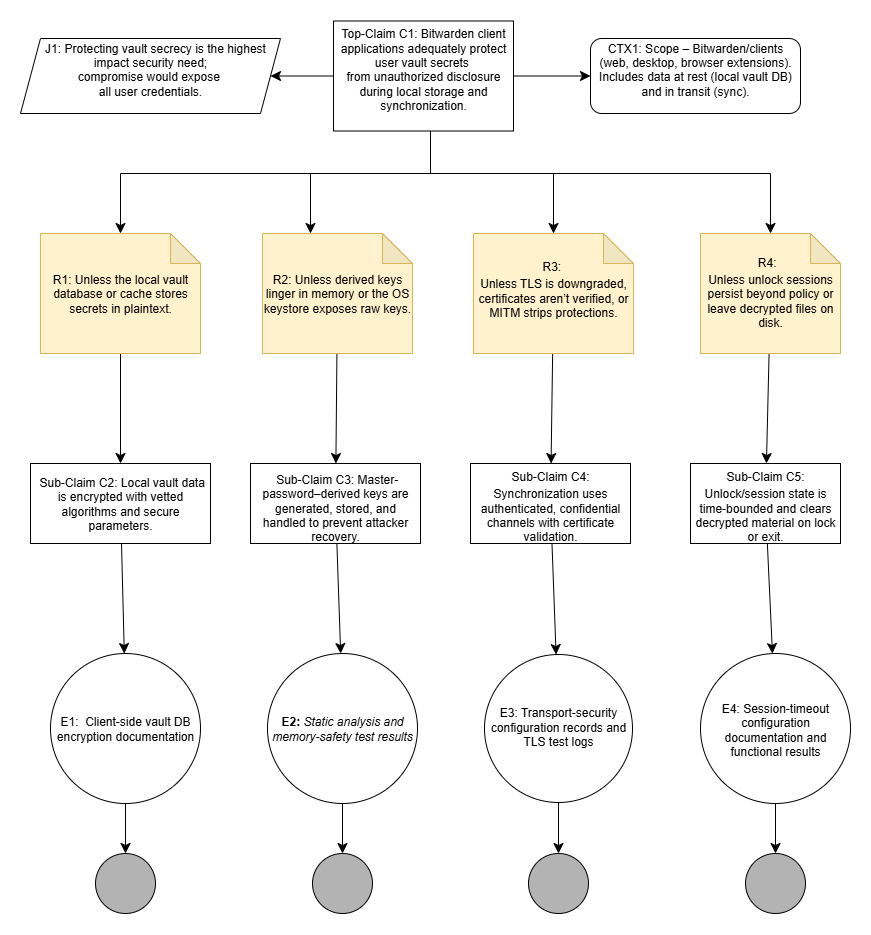 J1: Protecting vault secrecy is the highest
impact security need;
compromise would expose
all user credentials.
Top-Claim C1: Bitwarden client
applications adequately protect
user vault secrets
from unauthorized disclosure
during local storage and
synchronization.
CTX1: Scope – Bitwarden/clients
(web, desktop, browser extensions).
Includes data at rest (local vault DB)
and in transit (sync).
R1: Unless the local vault
database or cache stores
secrets in plaintext.
R2: Unless derived keys
linger in memory or the OS
keystore exposes raw keys.
R3:
Unless TLS is downgraded,
certificates aren’t verified, or
MITM strips protections.
R4:
Unless unlock sessions
persist beyond policy or
leave decrypted files on
disk.
Sub-Claim C2: Local vault data
is encrypted with vetted
algorithms and secure
parameters.
Sub-Claim C3: Master-
password–derived keys are
generated, stored, and
handled to prevent attacker
recovery.
Sub-Claim C4:
Synchronization uses
authenticated, confidential
channels with certificate
validation.
Sub-Claim C5:
Unlock/session state is
time-bounded and clears
decrypted material on lock
or exit.
E1:  Client-side vault DB
encryption documentation
E2: Static analysis and
memory-safety test results
E3: Transport-security
configuration records and
TLS test logs
E4: Session-timeout
configuration
documentation and
functional results